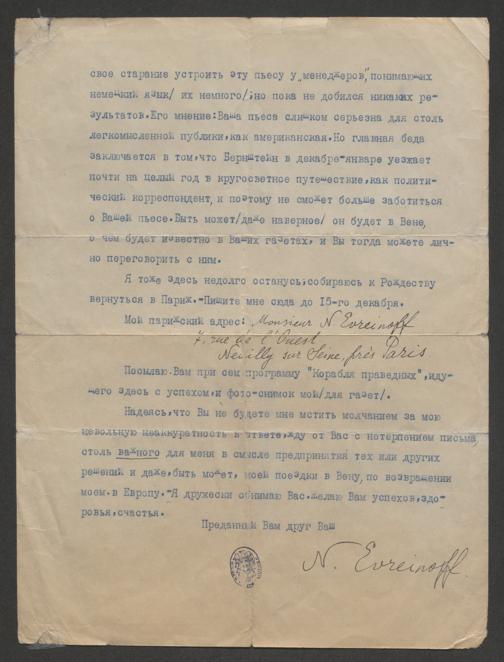 свое старание устроить эту пьесу у „менеджеров", понимающих
немецкий язык/ их немного/; но пока не добился никаких ре-
зультатов. Его мнение: Ваша пьеса слишком серьезна для столь
легкомысленной публики, как американская. Но главная беда
заключается в том, что Бернштейн в декабре-январе уезжает
почти на целый год в кругосветное путешествие, как полити-
ческий корреспондент, и поэтому не сможет больше заботиться
о Вашей пьесе. Быть может/даже наверное/ он будет в Вене,
о чем будет известно в Ваших газетах, и Вы тогда можете лич-
но переговорить с ним.
Я тоже здесь недолго останусь; собираюсь к Рождеству
вернуться в Париж.-Пишите мне сюда до 15-го декабря.
Мой парижский адрес: Monsieur N Evreinoff
7, rue de l'Ouest
Neuilly sur Seine, près Paris
Посылаю Вам при сем программу "Корабля праведных", иду-
щего здесь с успехом, и фото-снимок мой/для газет/.
Надеясь, что Вы не будете мне мстить молчанием за мою
невольную неаккуратность в ответе, жду от Вас с нотерпением письма,
столь важного для меня в смысле предпринятия тех или других
решений и даже, быть может, моей поездки в Вену, по возвращении
моем в Европу.-Я дружески обнимаю Вас. желаю Вам успехов, здо-
ровья, счастья.
Преданный Вам друг Ваш
N. Evreinoff.